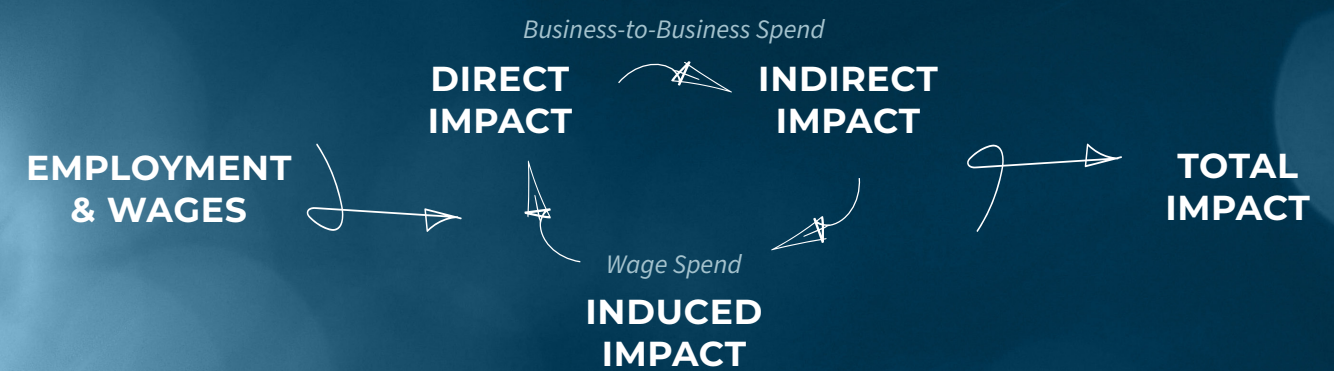 Business-to-Business Spend
DIRECT
IMPACT
INDIRECT
IMPACT
EMPLOYMENT
& WAGES
TOTAL
IMPACT
Wage Spend
INDUCED
IMPACT